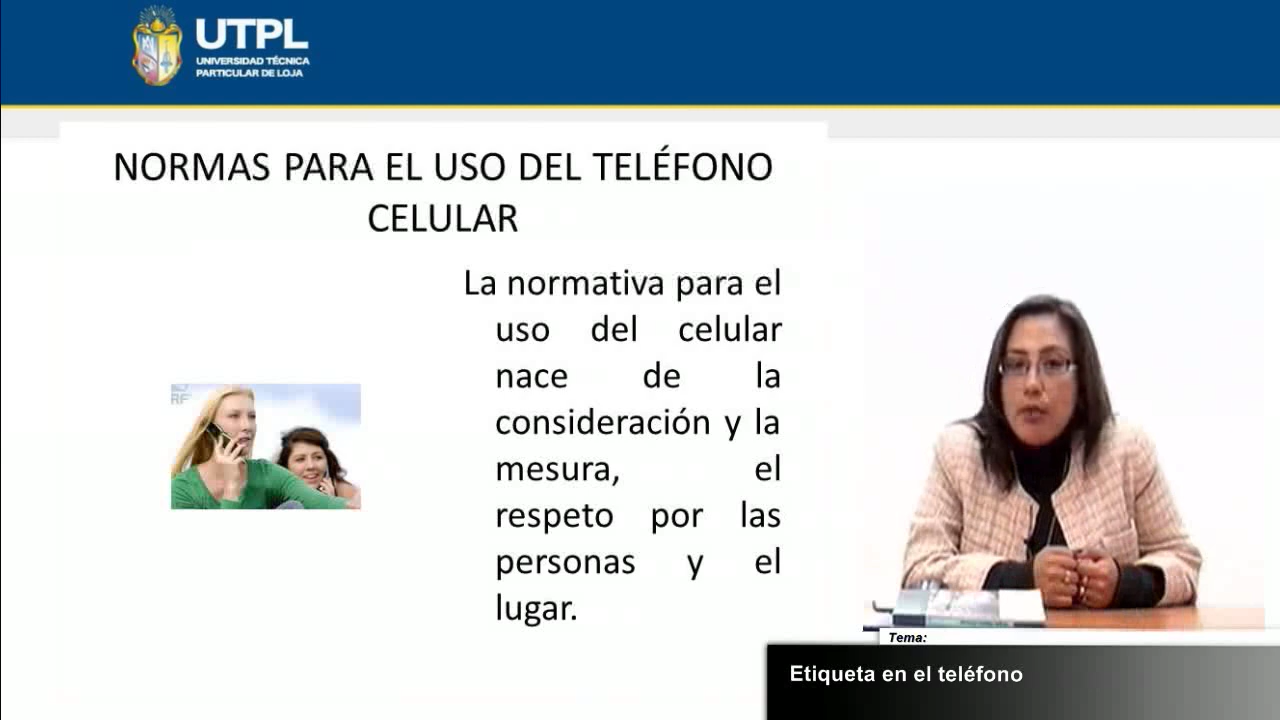 UTPL
UNIVERSIDAD TÉCNICA
PARTICULAR DE LOJA
NORMAS PARA EL USO DEL TELÉFONO
CELULAR
La normativa para el
uso del celular
nace de la
consideración y la
mesura, el
respeto por las
personas y el
lugar.
RF
Tema:
Etiqueta en el teléfono